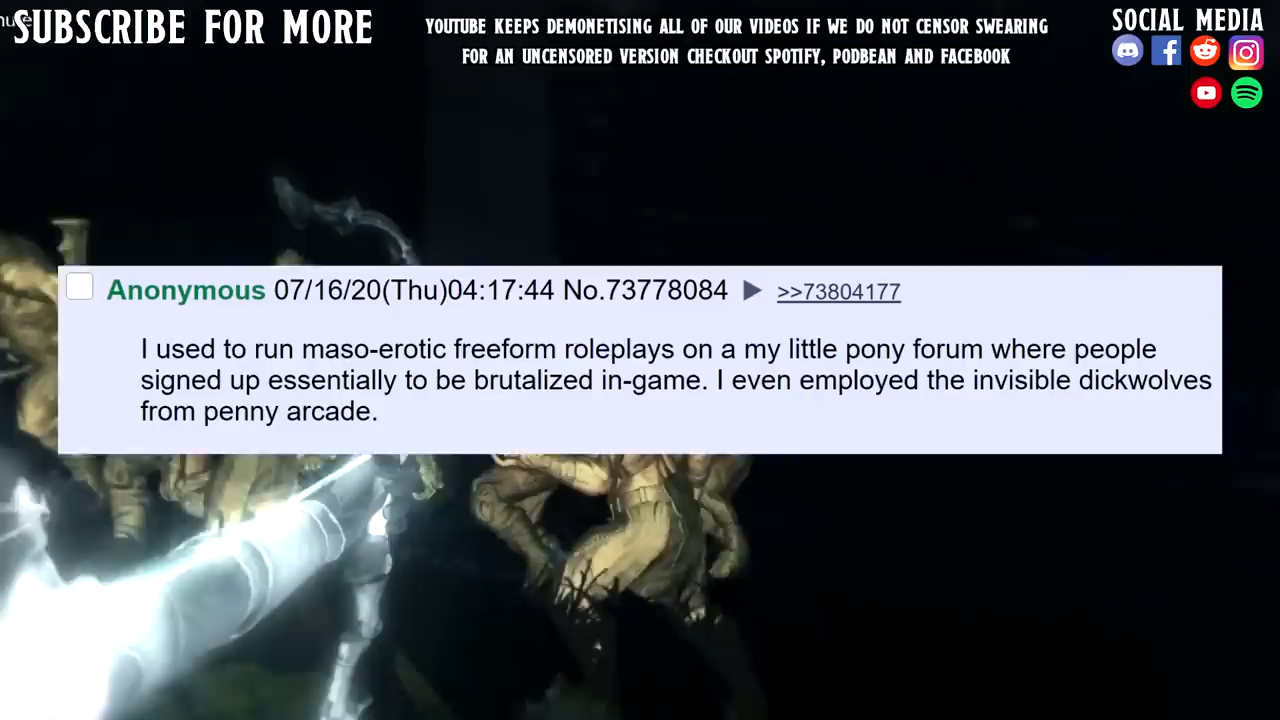 SUBSCRIBE FOR MORE
YOUTUBE KEEPS DEMONETISING ALL OF OUR VIDEOS IF WE DO NOT CENSOR SWEARING
FOR AN UNCENSORED VERSION CHECKOUT SPOTIFY, PODBEAN AND FACEBOOK
SOCIAL MEDIA
Anonymous 07/16/20(Thu)04:17:44 No.73778084 ▶ >>73804177
I used to run maso-erotic freeform roleplays on a my little pony forum where people
signed up essentially to be brutalized in-game. I even employed the invisible dickwolves
from penny arcade.